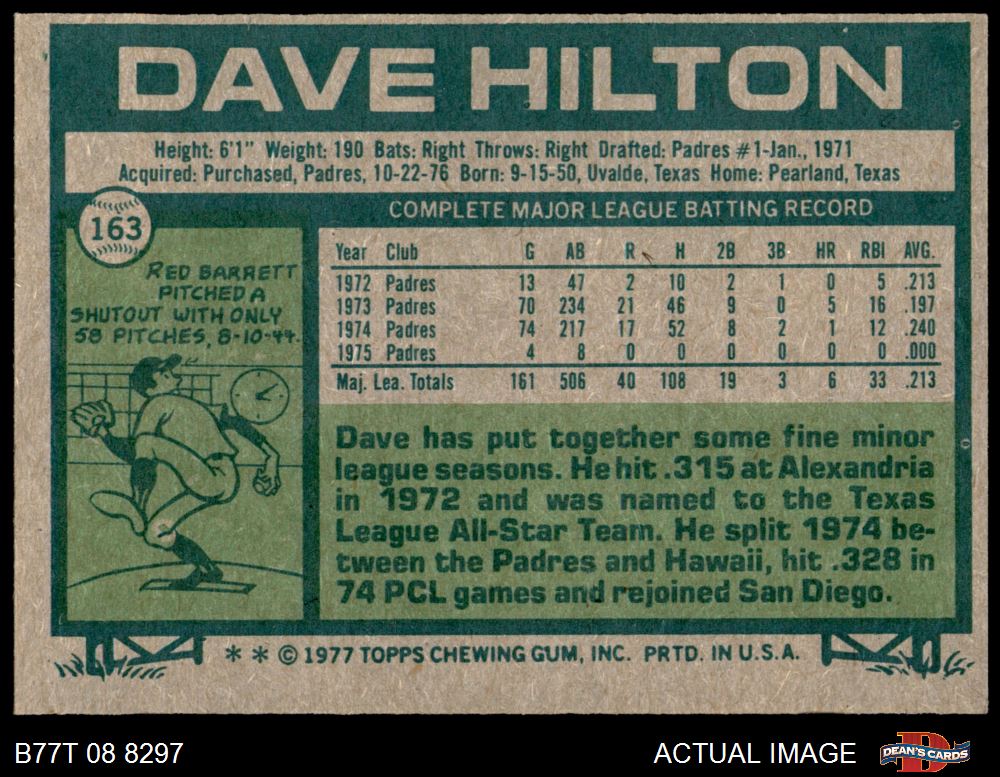 DAVE HILTON
Height: 6'1" Weight: 190 Bats: Right Throws: Right Drafted: Padres #1-Jan., 1971
Acquired: Purchased, Padres, 10-22-76 Born: 9-15-50, Uvalde, Texas Home: Pearland, Texas
163
RED BARRETT
PITCHED A
SHUTOUT WITH ONLY
58 PITCHES, 8-10-44.
COMPLETE MAJOR LEAGUE BATTING RECORD
Year Club G AB R H 2B 3B HR RBI AVG.
1972 Padres 13 47 2 10 2 1 0 5 .213
1973 Padres 70 234 21 46 9 0 5 16 .197
1974 Padres 74 217 17 52 8 2 1 12 .240
1975 Padres 4 8 0 0 0 0 0 0 .000
Maj. Lea. Totals 161 506 40 108 19 3 6 33 .213
Dave has put together some fine minor
league seasons. He hit .315 at Alexandria
in 1972 and was named to the Texas
League All-Star Team. He split 1974 be-
tween the Padres and Hawaii, hit .328 in
74 PCL games and rejoined San Diego.
* * © 1977 TOPPS CHEWING GUM, INC. PRTD. IN U.S.A.
B77T 08 8297
ACTUAL IMAGE
D
DEAN'S CARDS